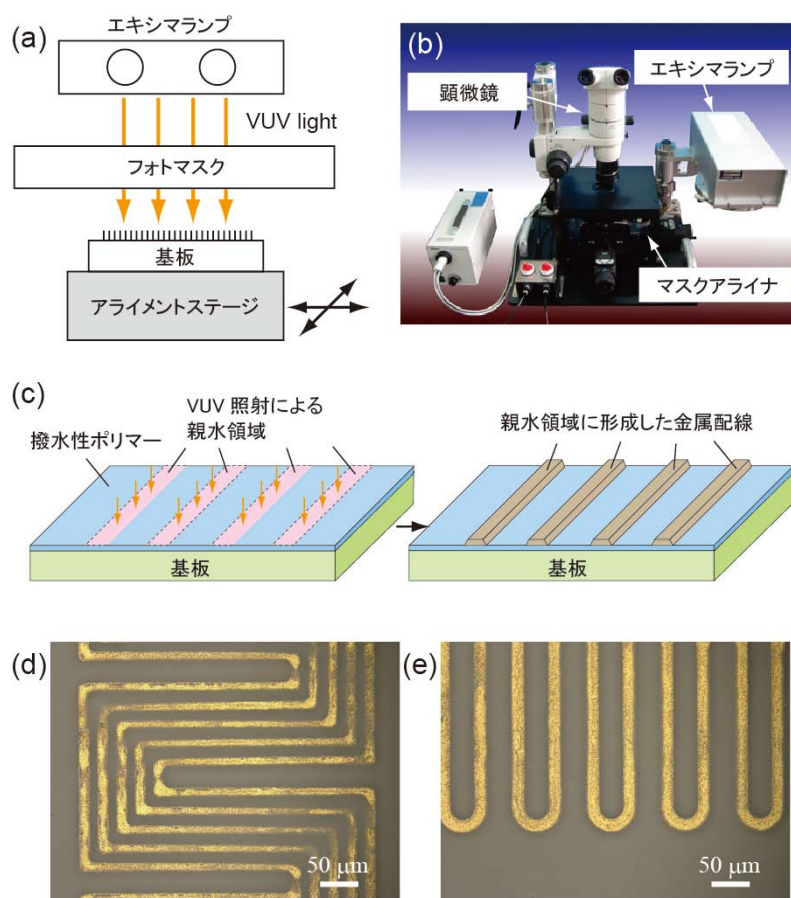 (a)
エキシマランプ
VUV light
フォトマスク
基板
アライメントステージ
(b)
顕微鏡
エキシマランプ
マスクアライナ
(c)
撥水性ポリマー
VUV 照射による
親水領域
基板
親水領域に形成した金属配線
基板
(d)
50 μm
(e)
50 μm